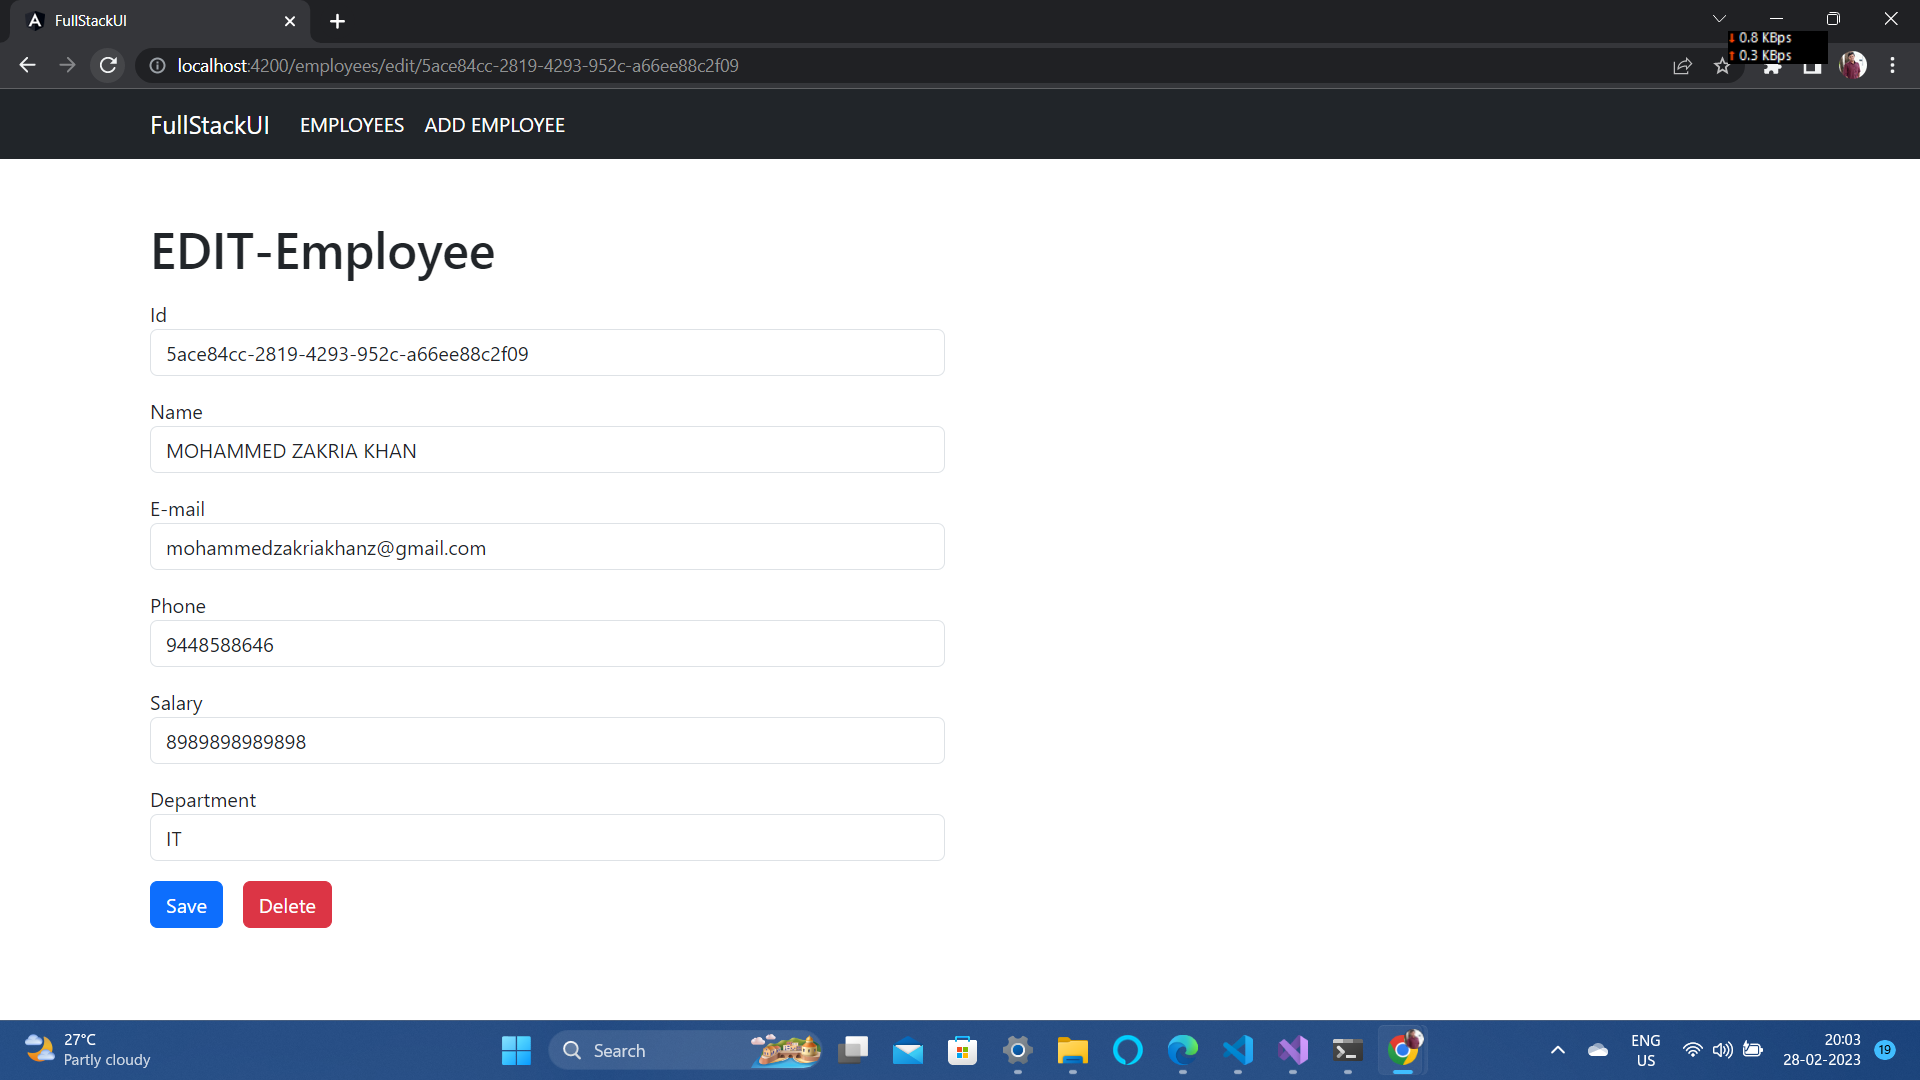 FullStackUI
0.8 KBps
0.3 KBps
localhost:4200/employees/edit/5ace84cc-2819-4293-952c-a66ee88c2f09
FullStackUI EMPLOYEES ADD EMPLOYEE
EDIT-Employee
Id
5ace84cc-2819-4293-952c-a66ee88c2f09
Name
MOHAMMED ZAKRIA KHAN
E-mail
mohammedzakriakhanz@gmail.com
Phone
9448588646
Salary
8989898989898
Department
IT
Save Delete
27°C
Partly cloudy
Search
ENG
US
20:03
28-02-2023
19